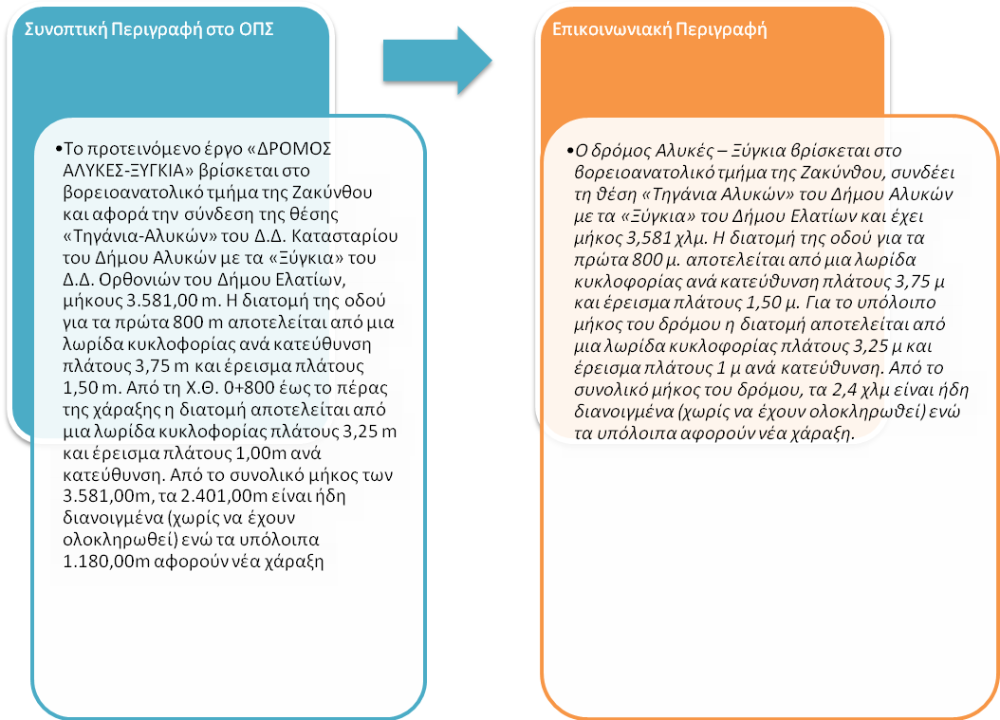 Συνοπτική Περιγραφή στο ΟΠΣ
•Το προτεινόμενο έργο «ΔΡΟΜΟΣ
ΑΛΥΚΕΣ-ΞΥΓΚΙΑ» βρίσκεται στο
βορειοανατολικό τμήμα της Ζακύνθου
και αφορά την σύνδεση της θέσης
«Τηγάνια-Αλυκών» του Δ.Δ. Κατασταρίου
του Δήμου Αλυκών με τα «Ξύγκια» του
Δ.Δ. Ορθονιών του Δήμου Ελατίων,
μήκους 3.581,00 m. Η διατομή της οδού
για τα πρώτα 800 m αποτελείται από μια
λωρίδα κυκλοφορίας ανά κατεύθυνση
πλάτους 3,75 m και έρεισμα πλάτους
1,50 m. Από τη Χ.Θ. 0+800 έως το πέρας
της χάραξης η διατομή αποτελείται από
μια λωρίδα κυκλοφορίας πλάτους 3,25 m
και έρεισμα πλάτους 1,00m ανά
κατεύθυνση. Από το συνολικό μήκος των
3.581,00m, τα 2.401,00m είναι ήδη
διανοιγμένα (χωρίς να έχουν
ολοκληρωθεί) ενώ τα υπόλοιπα
1.180,00m αφορούν νέα χάραξη
Επικοινωνιακή Περιγραφή
•Ο δρόμος Αλυκές – Ξύγκια βρίσκεται στο
βορειοανατολικό τμήμα της Ζακύνθου, συνδέει
τη θέση «Τηγάνια Αλυκών» του Δήμου Αλυκών
με τα «Ξύγκια» του Δήμου Ελατίων και έχει
μήκος 3,581 χλμ. Η διατομή της οδού για τα
πρώτα 800 μ. αποτελείται από μια λωρίδα
κυκλοφορίας ανά κατεύθυνση πλάτους 3,75 μ
και έρεισμα πλάτους 1,50 μ. Για το υπόλοιπο
μήκος του δρόμου η διατομή αποτελείται από
μια λωρίδα κυκλοφορίας πλάτους 3,25 μ και
έρεισμα πλάτους 1 μ ανά κατεύθυνση. Από το
συνολικό μήκος του δρόμου, τα 2,4 χλμ είναι ήδη
διανοιγμένα (χωρίς να έχουν ολοκληρωθεί) ενώ
τα υπόλοιπα αφορούν νέα χάραξη.